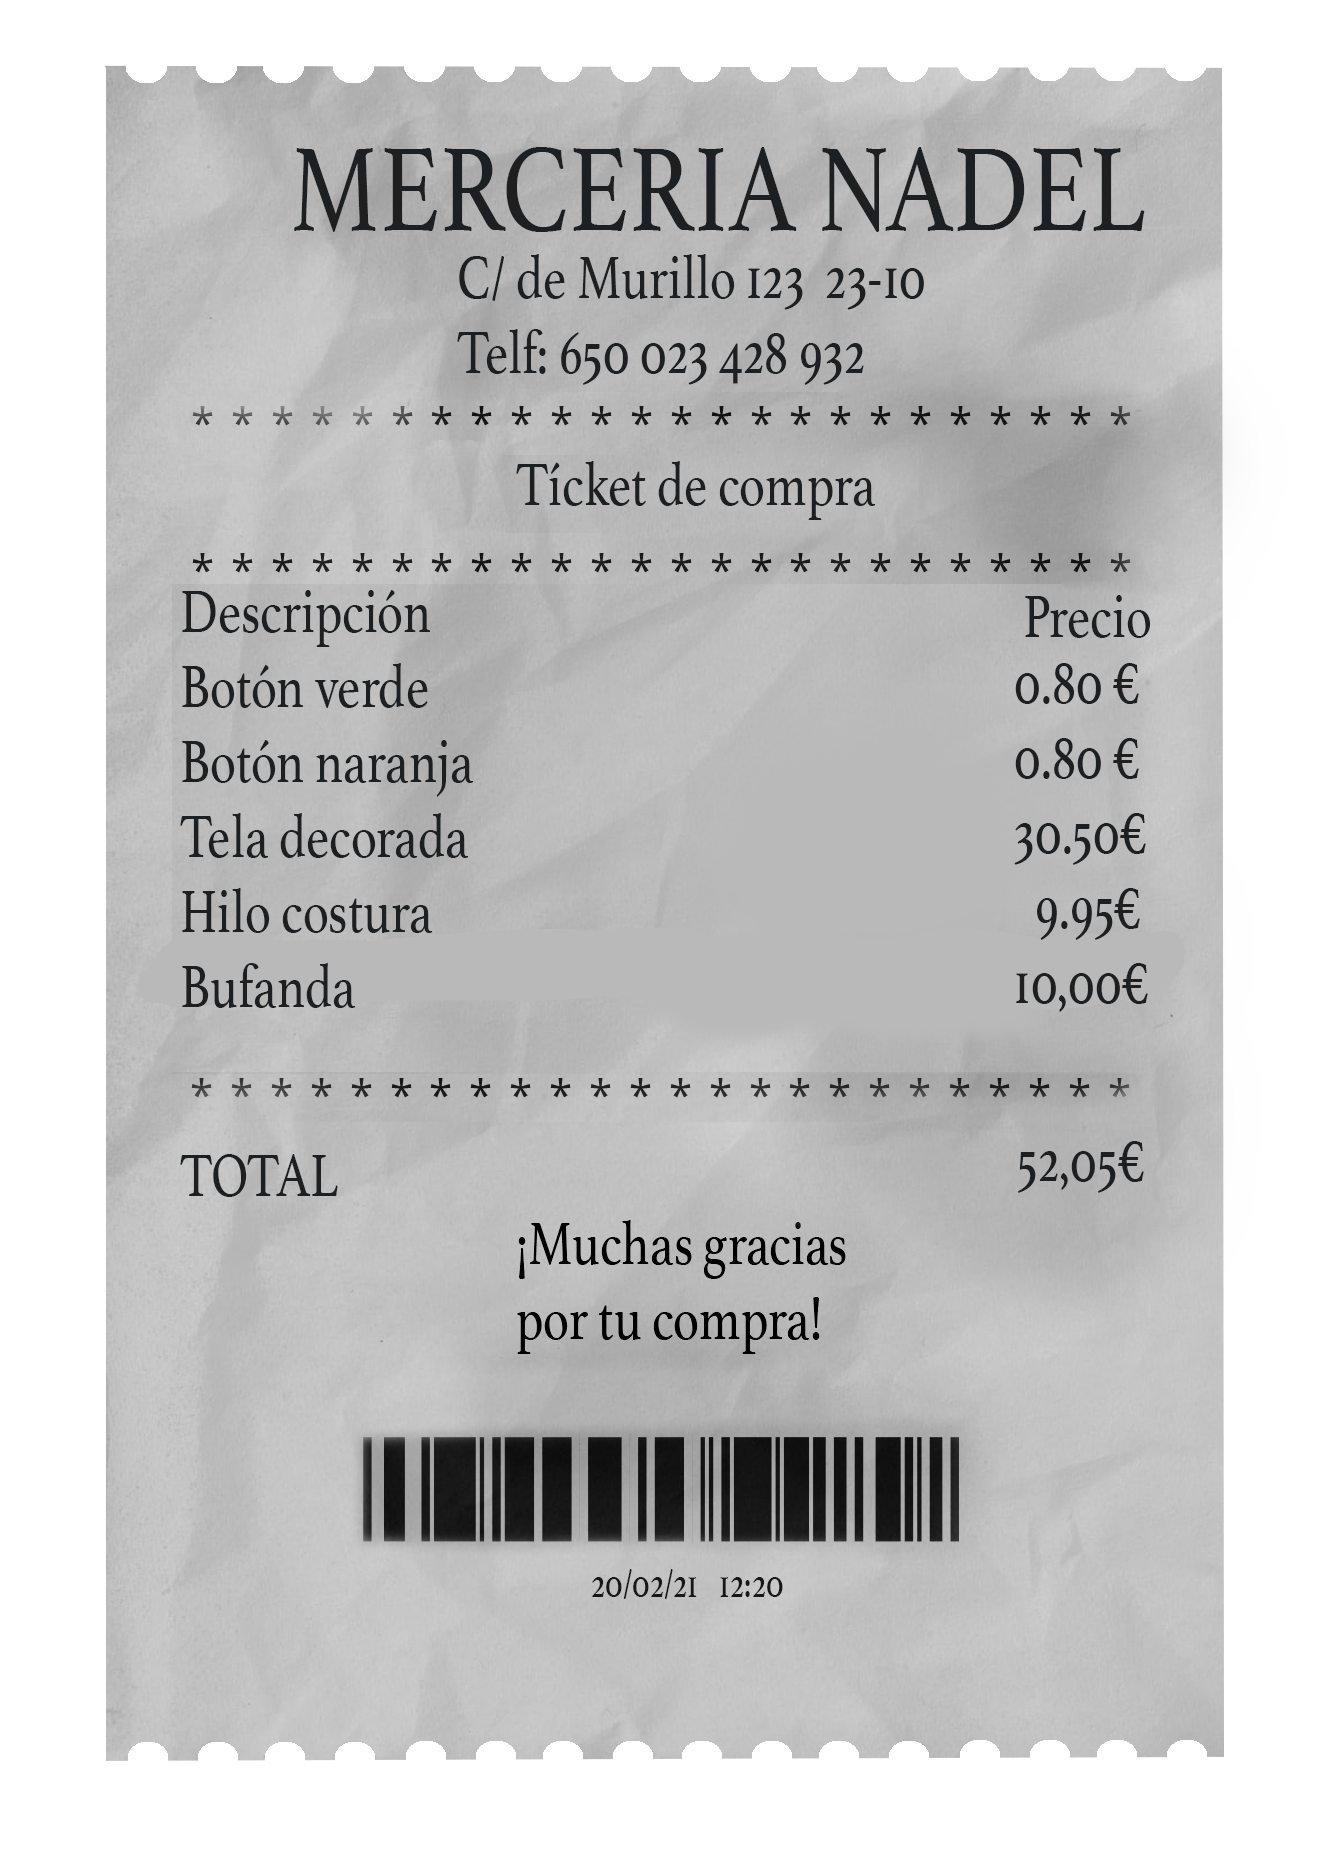 MERCERIA NADEL
C/ de Murillo 123 23-10
Telf: 650 023 428 932
* * * * * * * * * * * * * * * * * * * * * * * *
Tícket de compra
* * * * * * * * * * * * * * * * * * * * * * * *
Descripción Precio
Botón verde 0.80 €
Botón naranja 0.80 €
Tela decorada 30.50€
Hilo costura 9.95€
Bufanda 10,00€
* * * * * * * * * * * * * * * * * * * * * * * *
TOTAL 52,05€
¡Muchas gracias
por tu compra!
20/02/21 12:20